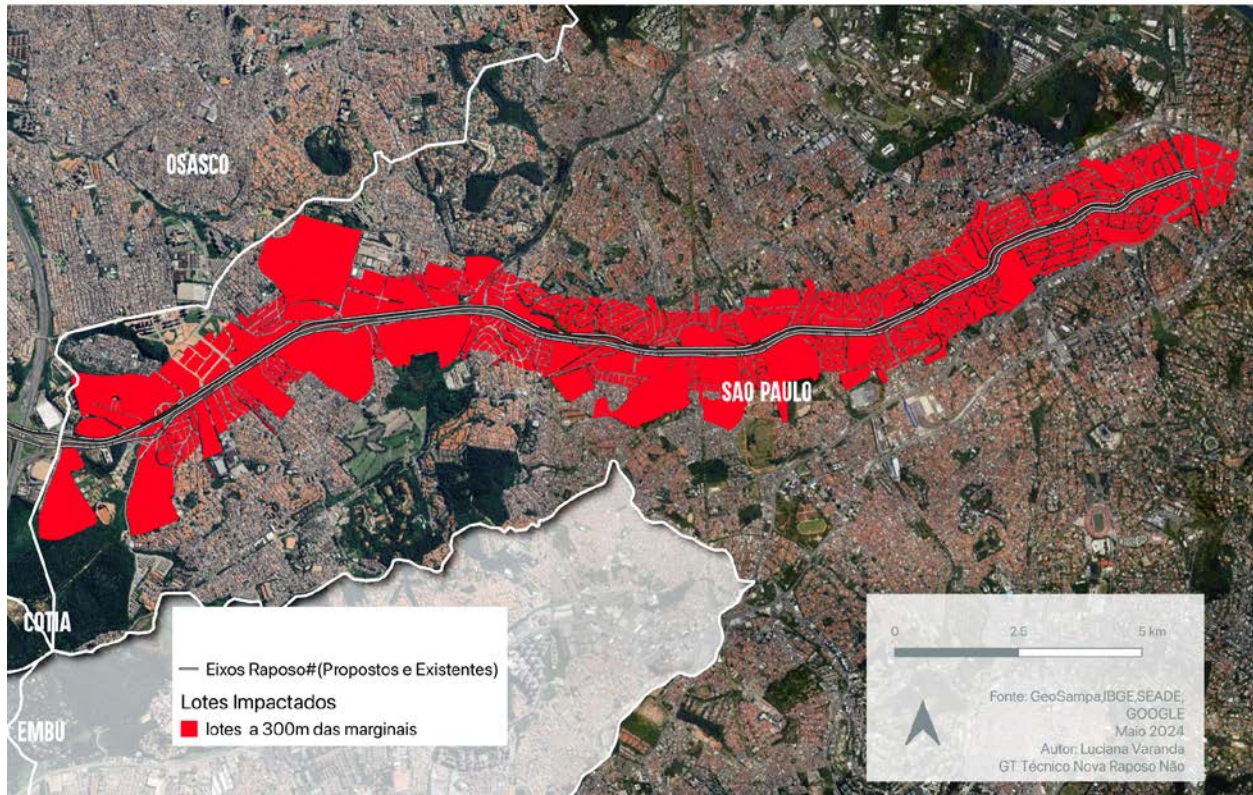 OSASCO
SAO PAULO
COTIA
EMBU
Eixos Raposo#(Propostos e Existentes)
Lotes Impactados
lotes a 300m das marginais
0 2.5 5 km
Fonte: GeoSampa,IBGE,SEADE,
GOOGLE
Maio 2024
Autor: Luciana Varanda
GT Técnico Nova Raposo Não